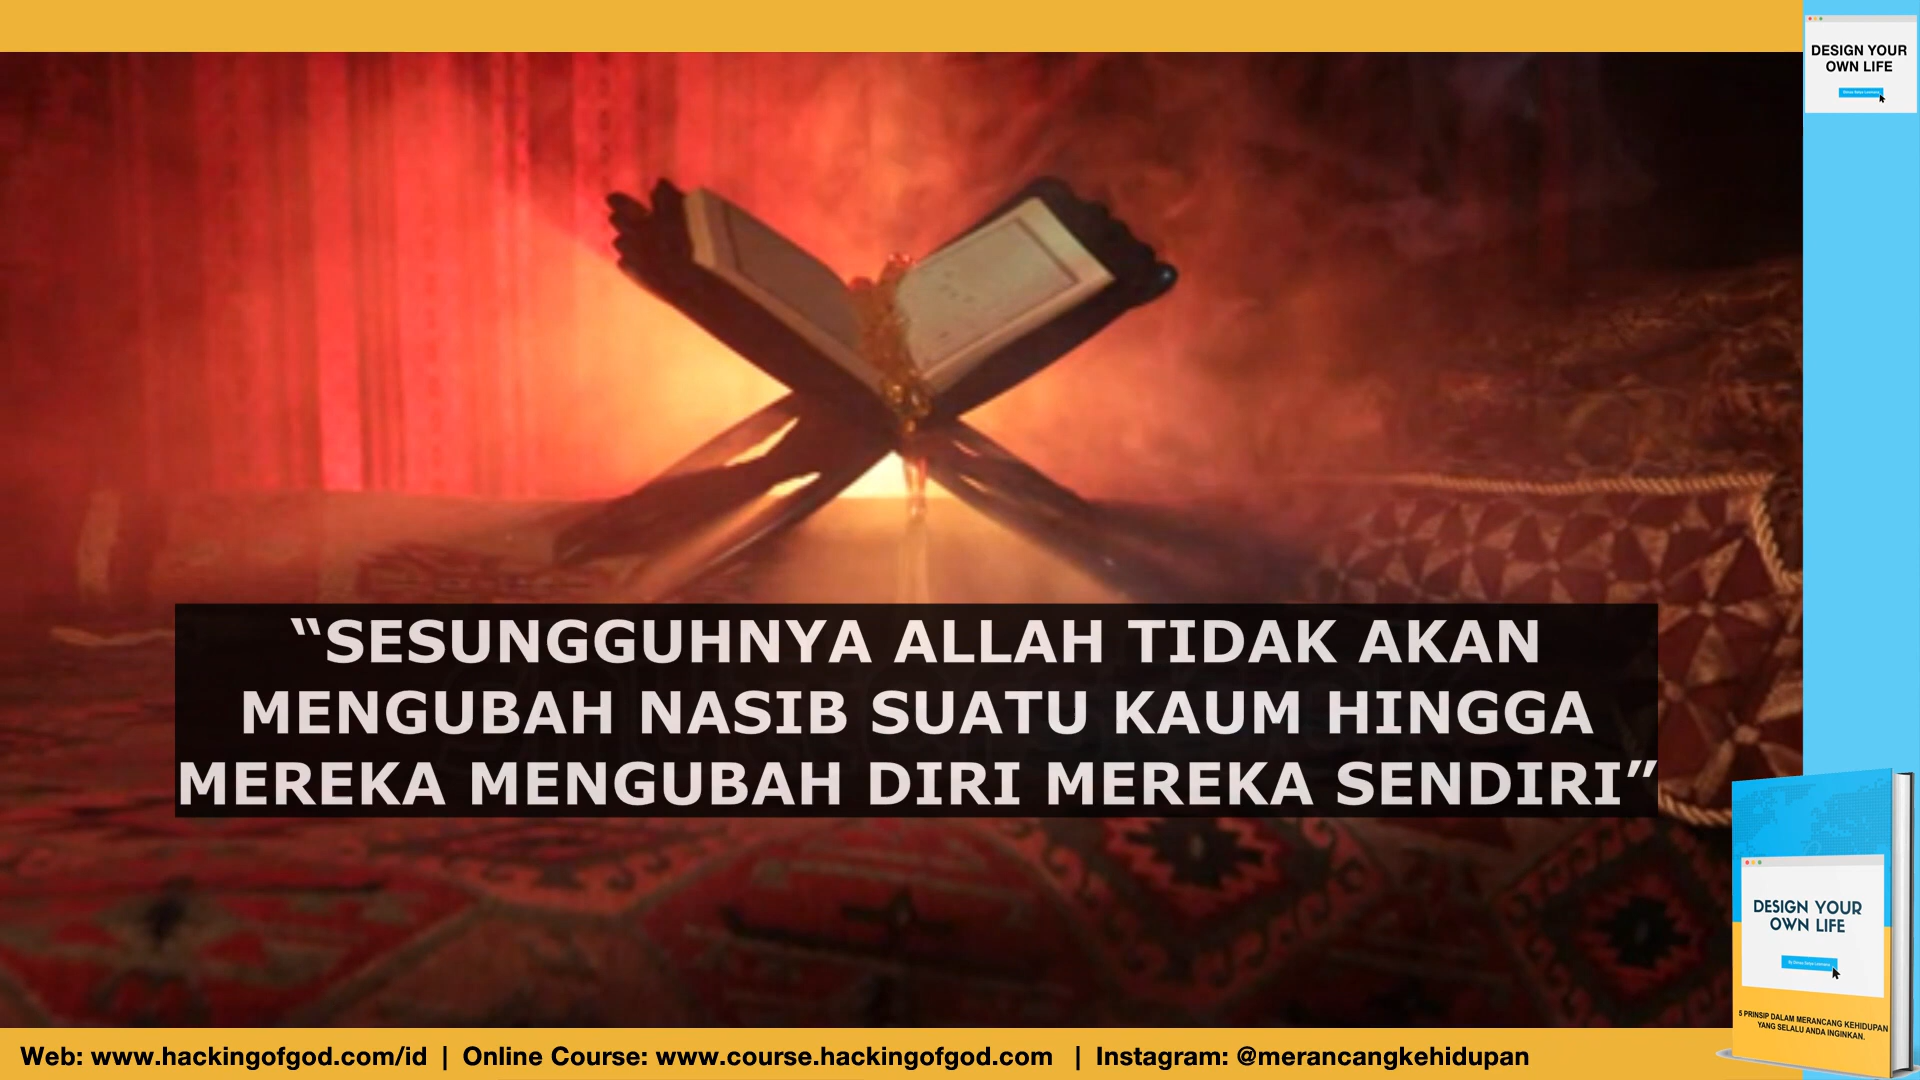 DESIGN YOUR
OWN LIFE
“SESUNGGUHNYA ALLAH TIDAK AKAN
MENGUBAH NASIB SUATU KAUM HINGGA
MEREKA MENGUBAH DIRI MEREKA SENDIRI”
DESIGN YOUR
OWN LIFE
5 PRINSIP DALAM MERANCANG KEHIDUPAN
YANG SELALU ANDA INGINKAN.
Web: www.hackingofgod.com/id | Online Course: www.course.hackingofgod.com | Instagram: @merancangkehidupan